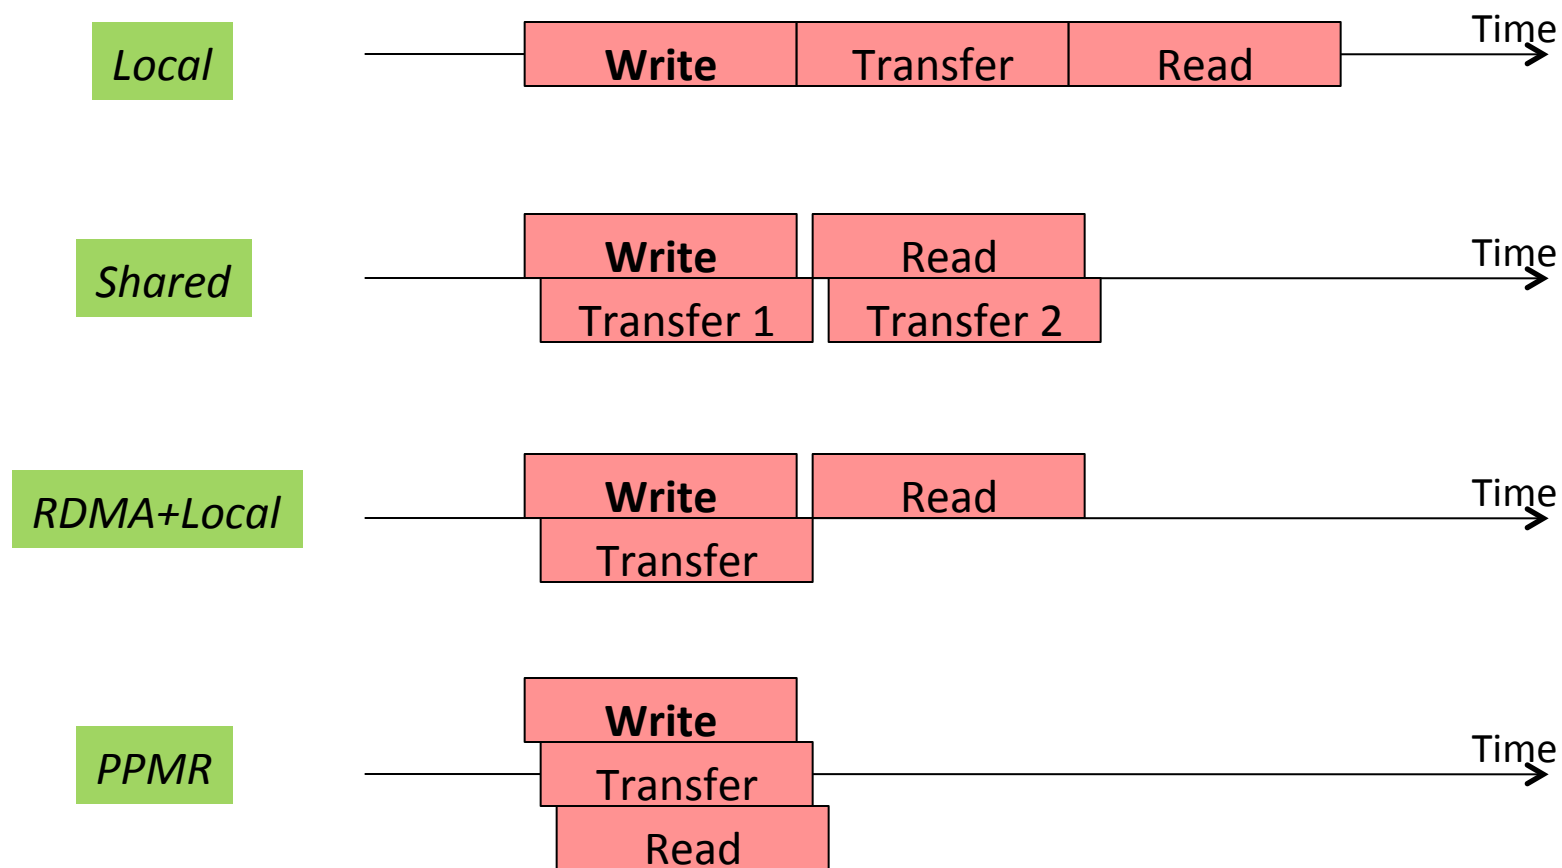 Local
Write Transfer Read
Time
Shared
Write Read
Time
Transfer 1 Transfer 2
RDMA+Local
Write Read
Time
Transfer
PPMR
Write
Time
Transfer
Read